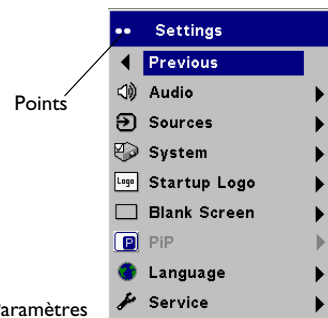 Settings
Previous
Points
Audio
Sources
System
Logo Startup Logo
Blank Screen
P PiP
Language
Paramètres
Service